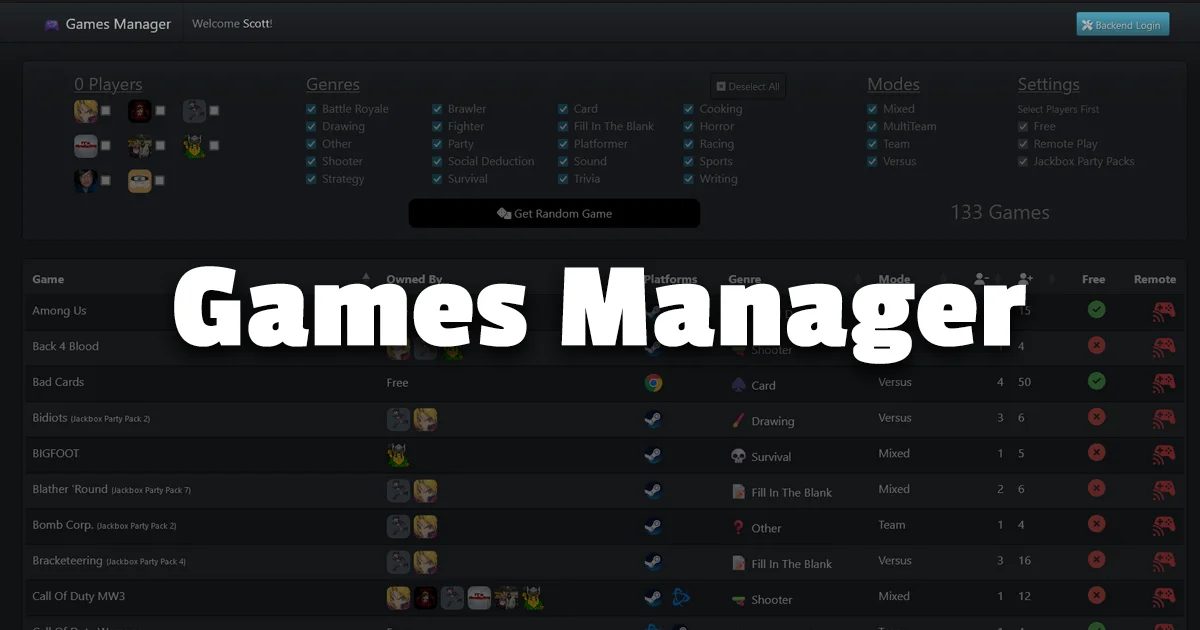 Games Manager Welcome Scott! Backend Login
0 Players Genres Deselect All Modes Settings
Battle Royale Brawler Card Cooking Mixed Select Players First
Drawing Fighter Fill In The Blank Horror MultiTeam Free
Other Party Platformer Racing Team Remote Play
Shooter Social Deduction Sound Sports Versus Jackbox Party Packs
Strategy Survival Trivia Writing
Get Random Game 133 Games
Game Owned By Platforms Genre Mode Free Remote
Games Manager
Among Us 15
Back 4 Blood Shooter 4
Bad Cards Free Card Versus 4 50
Bidiots (Jackbox Party Pack 2) Drawing Versus 3 6
BIGFOOT Survival Mixed 1 5
Blather 'Round (Jackbox Party Pack 7) Fill In The Blank Mixed 2 6
Bomb Corp. (Jackbox Party Pack 2) Other Team 1 4
Bracketeering (Jackbox Party Pack 4) Fill In The Blank Versus 3 16
Call Of Duty MW3 Shooter Mixed 1 12